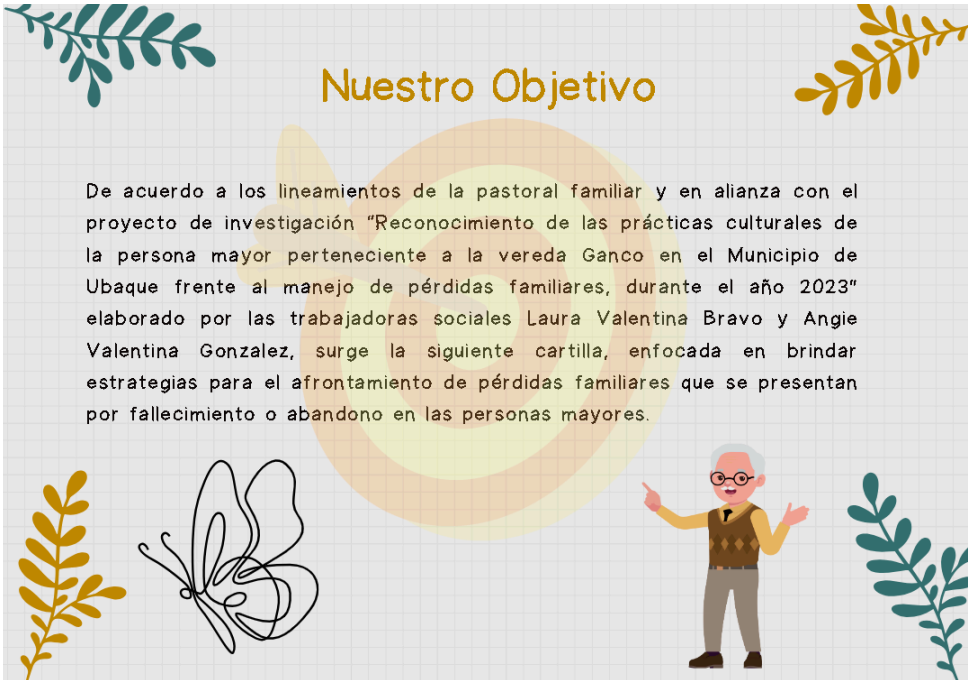 Nuestro Objetivo
De acuerdo a los lineamientos de la pastoral familiar y en alianza con el
proyecto de investigación "Reconocimiento de las prácticas culturales de
la persona mayor perteneciente a la vereda Ganco en el Municipio de
Ubaque frente al manejo de pérdidas familiares, durante el año 2023"
elaborado por las trabajadoras sociales Laura Valentina Bravo y Angie
Valentina Gonzalez, surge la siguiente cartilla, enfocada en brindar
estrategias para el afrontamiento de pérdidas familiares que se presentan
por fallecimiento o abandono en las personas mayores.